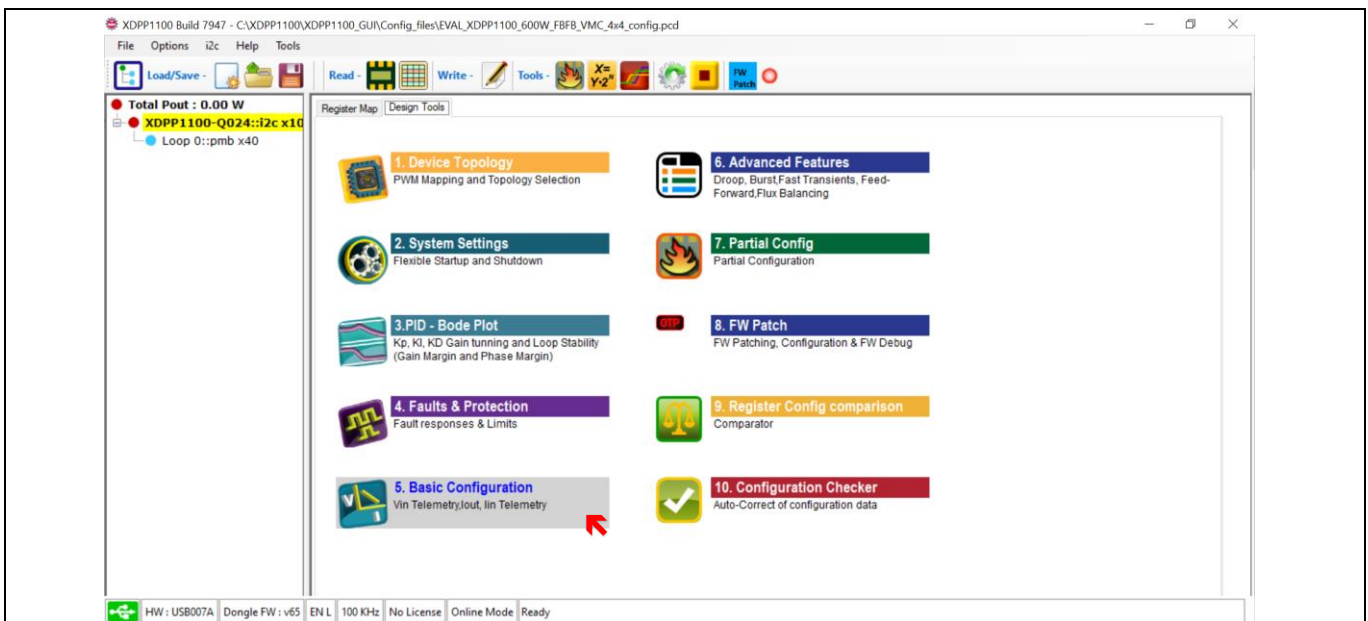 XDPP1100 Build 7947 - C:\XDPP1100\XDPP1100_GUI\Config_files\EVAL_XDPP1100_600W_FBFB_VMC_4x4_config.pcd
File Options i2c Help Tools
Load/Save - Read - Write - Tools - X= Y·2ⁿ FW Patch
Total Pout : 0.00 W
XDPP1100-Q024::i2c x10
Loop 0::pmb x40
Register Map Design Tools
1. Device Topology
PWM Mapping and Topology Selection
2. System Settings
Flexible Startup and Shutdown
3.PID - Bode Plot
Kp, KI, KD Gain tunning and Loop Stability
(Gain Margin and Phase Margin)
4. Faults & Protection
Fault responses & Limits
5. Basic Configuration
Vin Telemetry,Iout, Iin Telemetry
6. Advanced Features
Droop, Burst,Fast Transients, Feed-
Forward,Flux Balancing
7. Partial Config
Partial Configuration
OTP
8. FW Patch
FW Patching, Configuration & FW Debug
9. Register Config comparison
Comparator
10. Configuration Checker
Auto-Correct of configuration data
HW : USB007A Dongle FW : v65 EN L 100 KHz No License Online Mode Ready